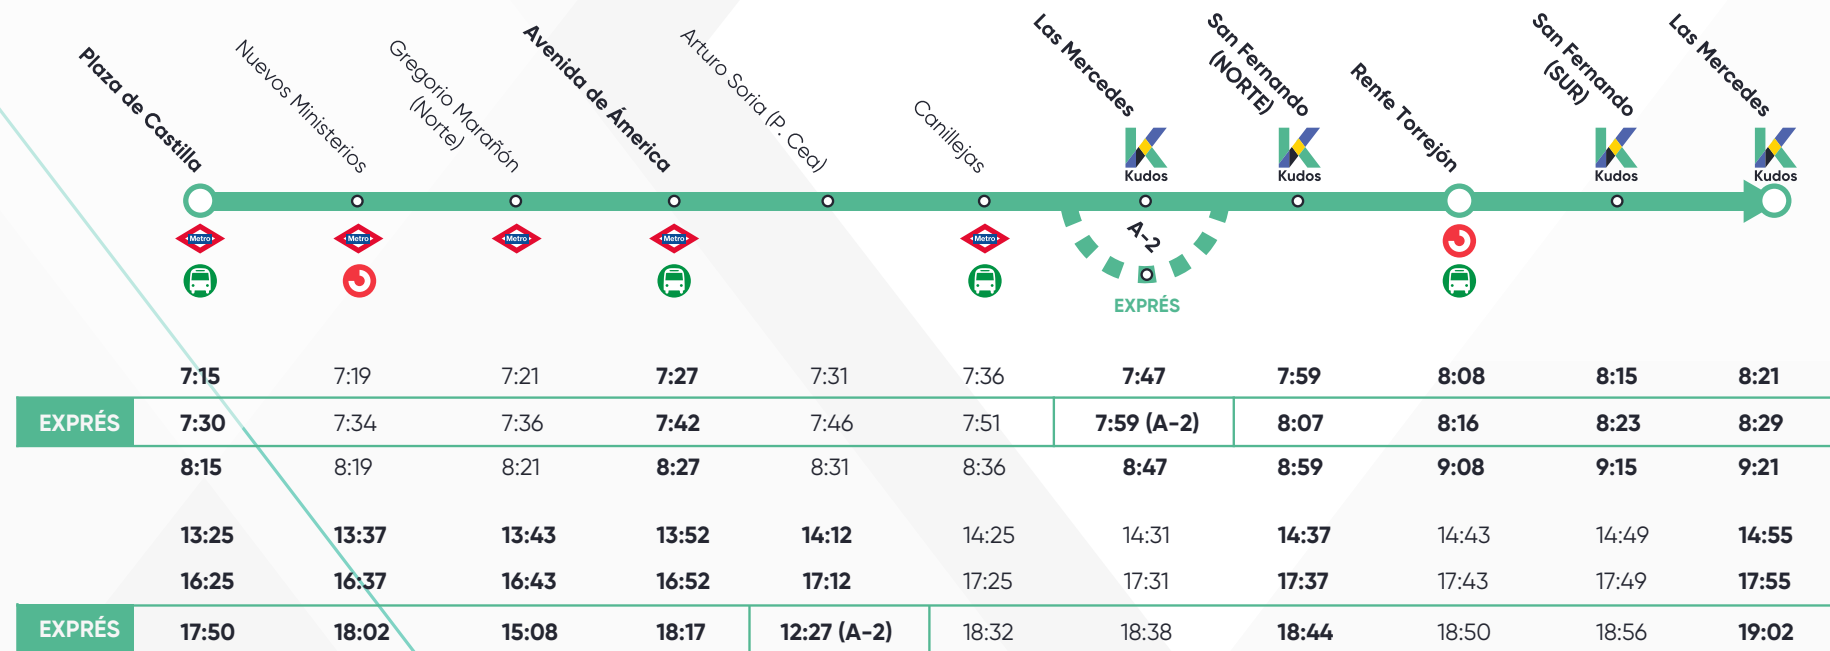 Plaza de Castilla
Nuevos Ministerios
Gregorio Marañón
(Norte)
Avenida de Ámerica
Arturo Soria (P. Cea)
Canillejas
Las Mercedes
San Fernando
(NORTE)
Renfe Torrejón
San Fernando
(SUR)
Las Mercedes
Kudos Kudos Kudos Kudos
Metro Metro Metro Metro Metro
A-2
EXPRÉS
7:15 7:19 7:21 7:27 7:31 7:36 7:47 7:59 8:08 8:15 8:21
EXPRÉS 7:30 7:34 7:36 7:42 7:46 7:51 7:59 (A-2) 8:07 8:16 8:23 8:29
8:15 8:19 8:21 8:27 8:31 8:36 8:47 8:59 9:08 9:15 9:21
13:25 13:37 13:43 13:52 14:12 14:25 14:31 14:37 14:43 14:49 14:55
16:25 16:37 16:43 16:52 17:12 17:25 17:31 17:37 17:43 17:49 17:55
EXPRÉS 17:50 18:02 15:08 18:17 12:27 (A-2) 18:32 18:38 18:44 18:50 18:56 19:02